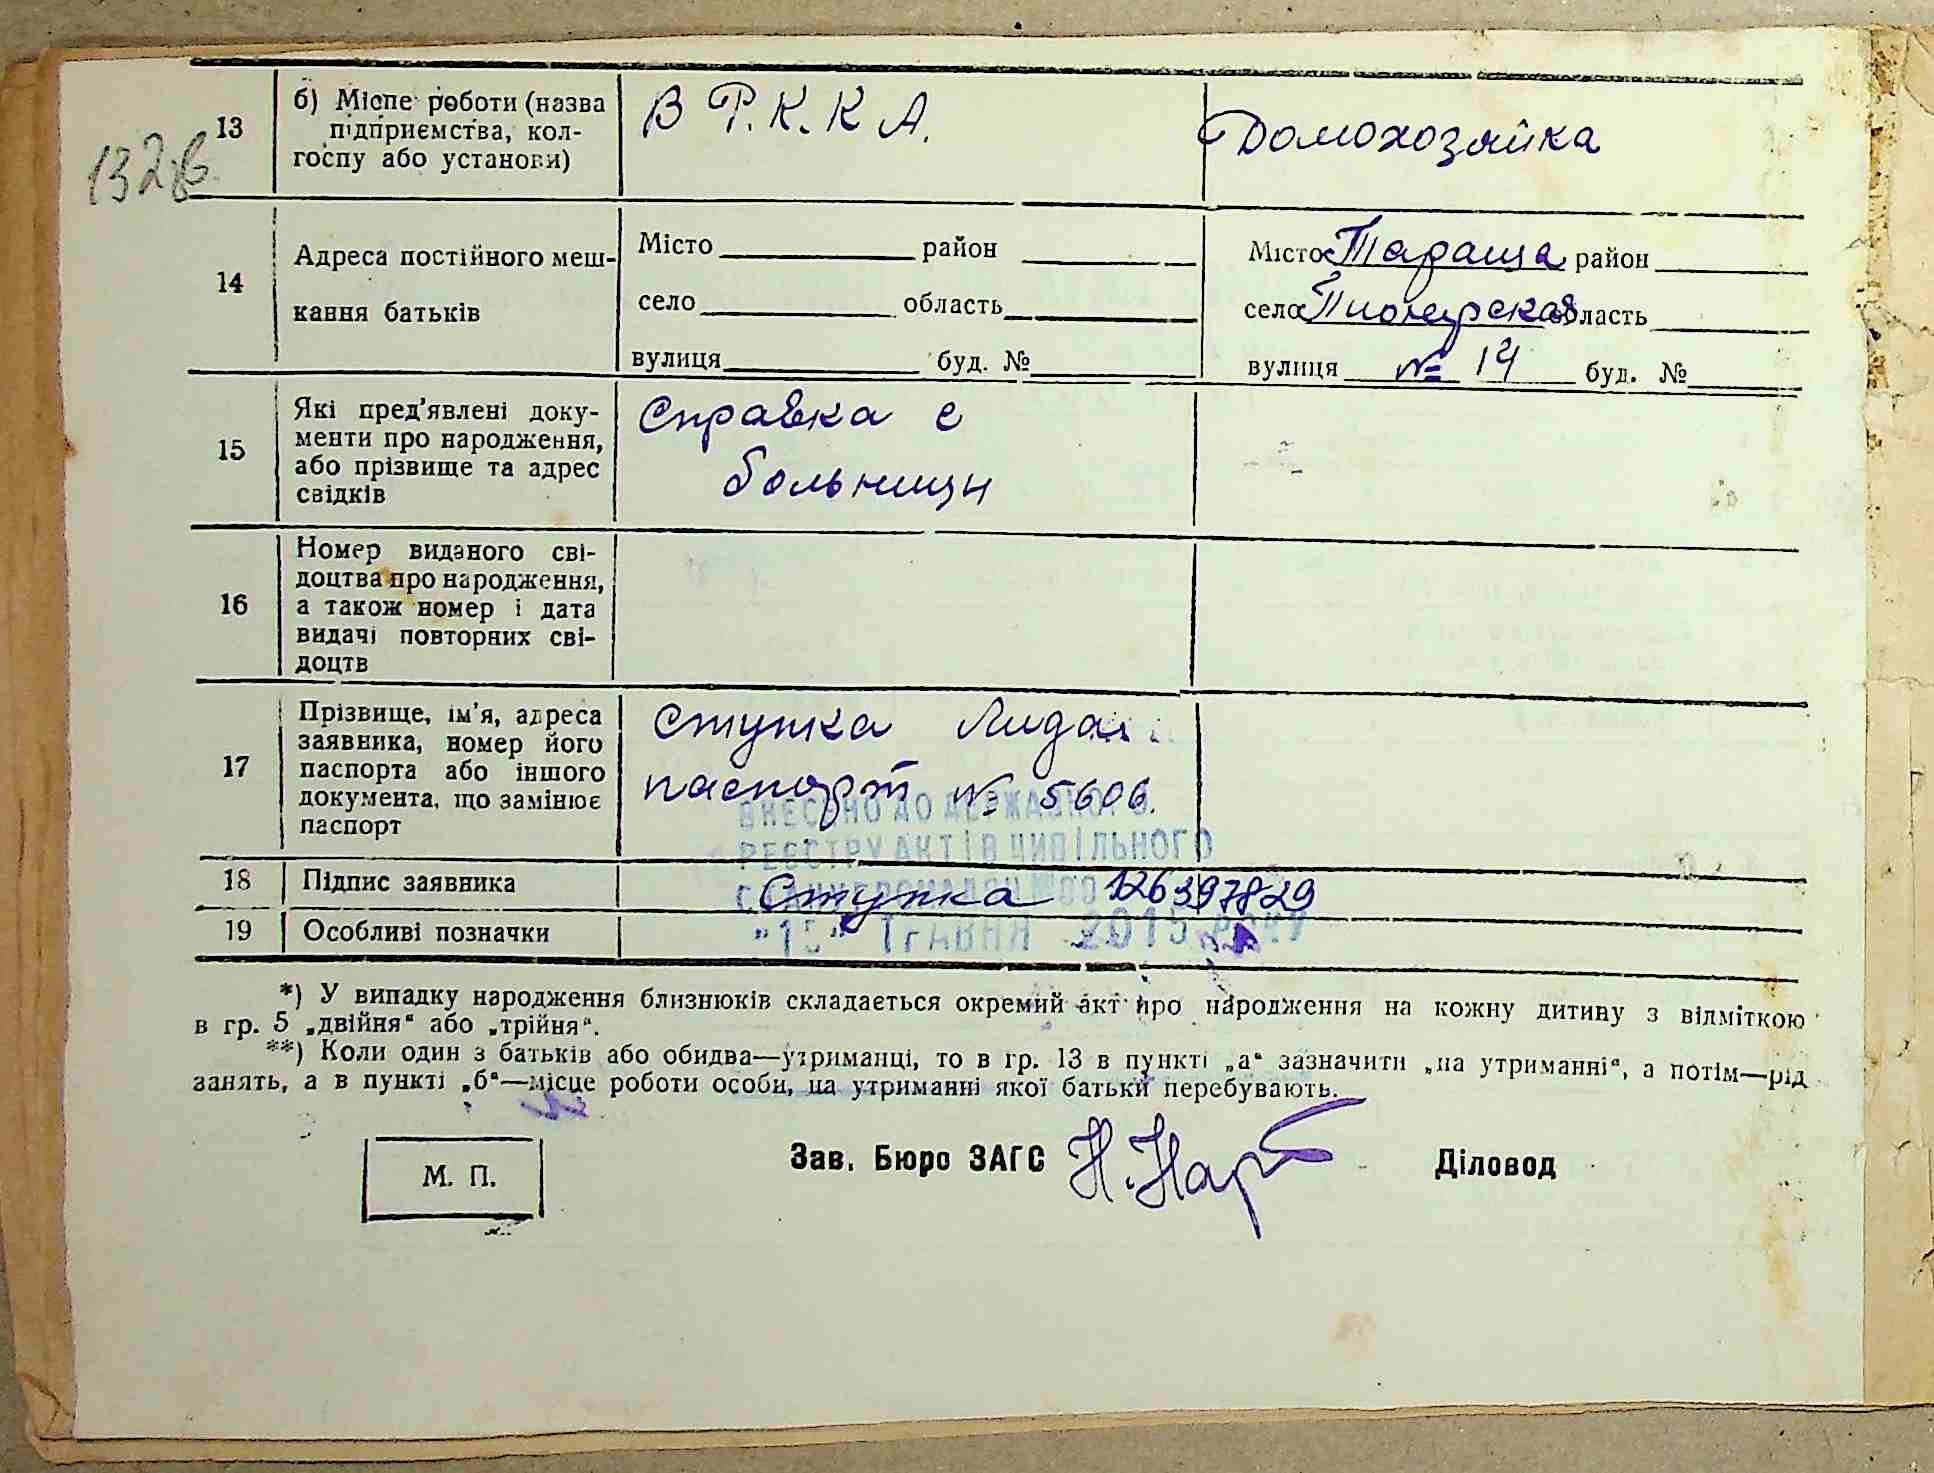 132 в.
13
б) Місце роботи (назва
підприємства, кол-
госпу або установи)
В Р.К.К А.
Домохозяйка
14
Адреса постійного меш-
кання батьків
Місто район
село область
вулиця буд. №
Місто Тараща район
село Пионерская область
вулиця № 14 буд. №
15
Які пред'явлені доку-
менти про народження,
або прізвище та адрес
свідків
Справка с
больницы
16
Номер виданого сві-
доцтва про народження,
а також номер і дата
видачі повторних сві-
доцтв
17
Прізвище, ім'я, адреса
заявника, номер його
паспорта або іншого
документа, що замінює
паспорт
Ступка Лида
паспорт № 5606.
ВНЕСЕНО ДО ДЕРЖАВНОГО
РЕЄСТРУ АКТІВ ЦИВІЛЬНОГО
18
Підпис заявника
Ступка 126397829
19
Особливі позначки
ТРАВНЯ 2015 РОКУ
*) У випадку народження близнюків складається окремий акт про народження на кожну дитину з відміткою
в гр. 5 „двійня“ або „трійня“.
**) Коли один з батьків або обидва—утриманці, то в гр. 13 в пункті „а“ зазначити „на утриманні“, а потім—рід
занять, а в пункті „б“—місце роботи особи, на утриманні якої батьки перебувають.
М. П.
Зав. Бюро ЗАГС
Діловод